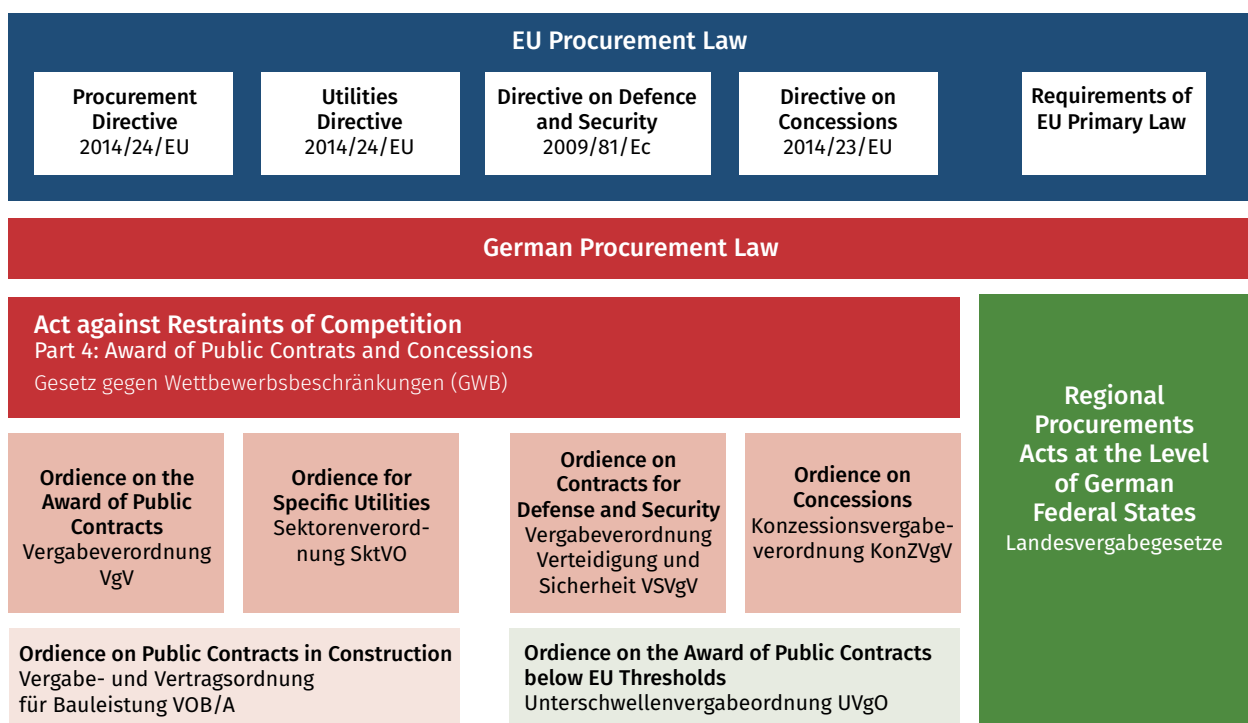 EU Procurement Law
Procurement
Directive
2014/24/EU
Utilities
Directive
2014/24/EU
Directive on Defence
and Security
2009/81/Ec
Directive on
Concessions
2014/23/EU
Requirements of
EU Primary Law
German Procurement Law
Act against Restraints of Competition
Part 4: Award of Public Contrats and Concessions
Gesetz gegen Wettbewerbsbeschränkungen (GWB)
Ordience on the
Award of Public
Contracts
Vergabeverordnung
VgV
Ordience for
Specific Utilities
Sektorenverord-
nung SktVO
Ordience on
Contracts for
Defense and Security
Vergabeverordnung
Verteidigung und
Sicherheit VSVgV
Ordience on
Concessions
Konzessionsvergabe-
verordnung KonZVgV
Regional
Procurements
Acts at the Level
of German
Federal States
Landesvergabegesetze
Ordience on Public Contracts in Construction
Vergabe- und Vertragsordnung
für Bauleistung VOB/A
Ordience on the Award of Public Contracts
below EU Thresholds
Unterschwellenvergabeordnung UVgO